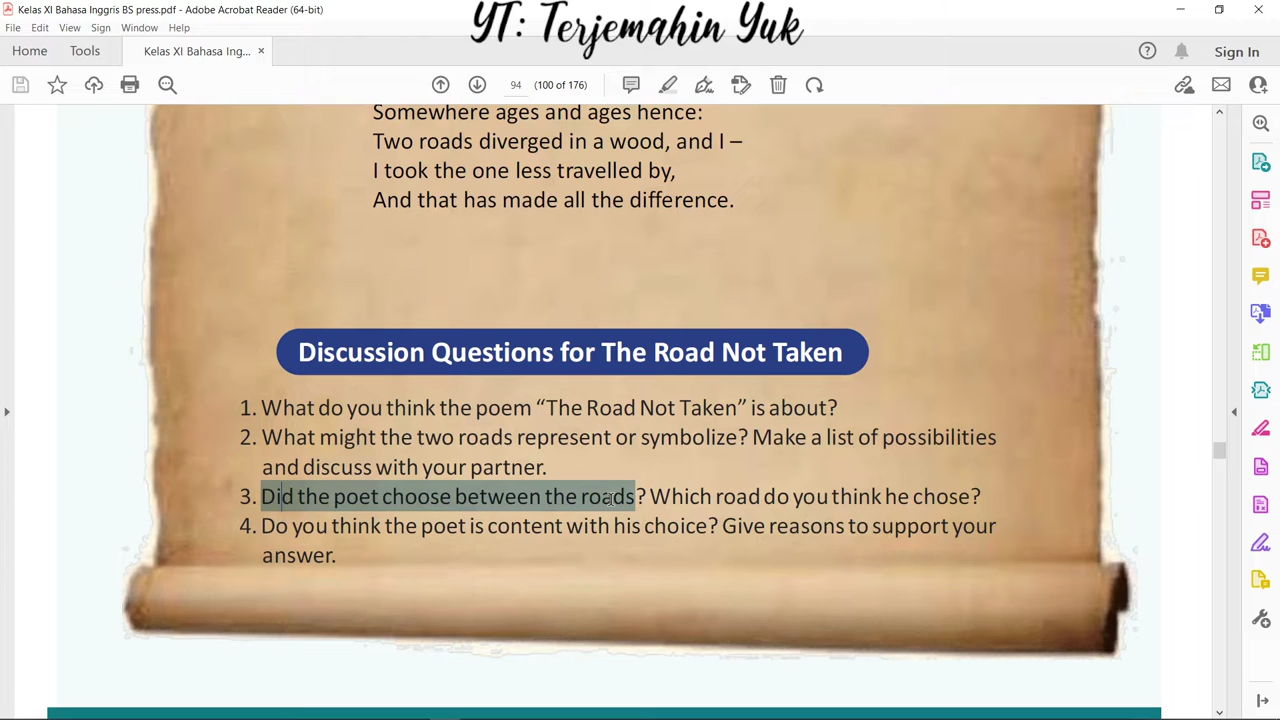 Kelas XI Bahasa Inggris BS press.pdf - Adobe Acrobat Reader (64-bit)
YT: Terjemahin Yuk
File Edit View Sign Window Help
Home Tools Kelas XI Bahasa Ing... × Sign In
94 (100 of 176)
Somewhere ages and ages hence:
Two roads diverged in a wood, and I –
I took the one less travelled by,
And that has made all the difference.
Discussion Questions for The Road Not Taken
1. What do you think the poem “The Road Not Taken” is about?
2. What might the two roads represent or symbolize? Make a list of possibilities
and discuss with your partner.
3. Did the poet choose between the roads? Which road do you think he chose?
4. Do you think the poet is content with his choice? Give reasons to support your
answer.